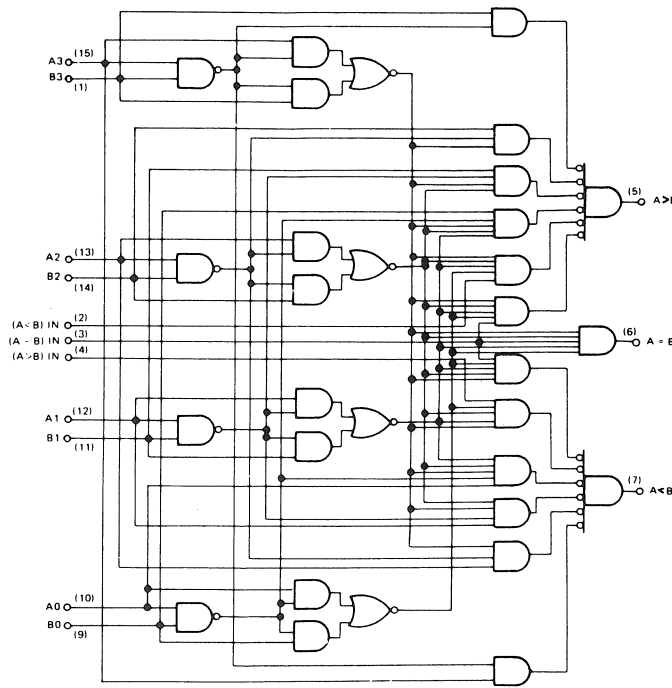 A3 (15)
B3 (1)
(5) A>B
A2 (13)
B2 (14)
(A<B) IN (2)
(A=B) IN (3)
(A>B) IN (4)
(6) A=B
A1 (12)
B1 (11)
(7) A<B
A0 (10)
B0 (9)